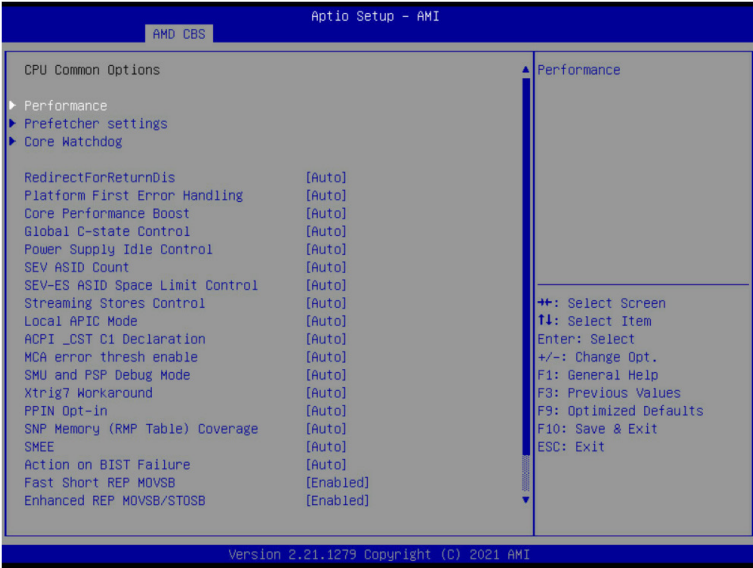 Aptio Setup – AMI
AMD CBS
CPU Common Options
Performance
Prefetcher settings
Core Watchdog
RedirectForReturnDis [Auto]
Platform First Error Handling [Auto]
Core Performance Boost [Auto]
Global C-state Control [Auto]
Power Supply Idle Control [Auto]
SEV ASID Count [Auto]
SEV-ES ASID Space Limit Control [Auto]
Streaming Stores Control [Auto]
Local APIC Mode [Auto]
ACPI _CST C1 Declaration [Auto]
MCA error thresh enable [Auto]
SMU and PSP Debug Mode [Auto]
Xtrig7 Workaround [Auto]
PPIN Opt-in [Auto]
SNP Memory (RMP Table) Coverage [Auto]
SMEE [Auto]
Action on BIST Failure [Auto]
Fast Short REP MOVSB [Enabled]
Enhanced REP MOVSB/STOSB [Enabled]
Performance
→←: Select Screen
↑↓: Select Item
Enter: Select
+/-: Change Opt.
F1: General Help
F3: Previous Values
F9: Optimized Defaults
F10: Save & Exit
ESC: Exit
Version 2.21.1279 Copyright (C) 2021 AMI